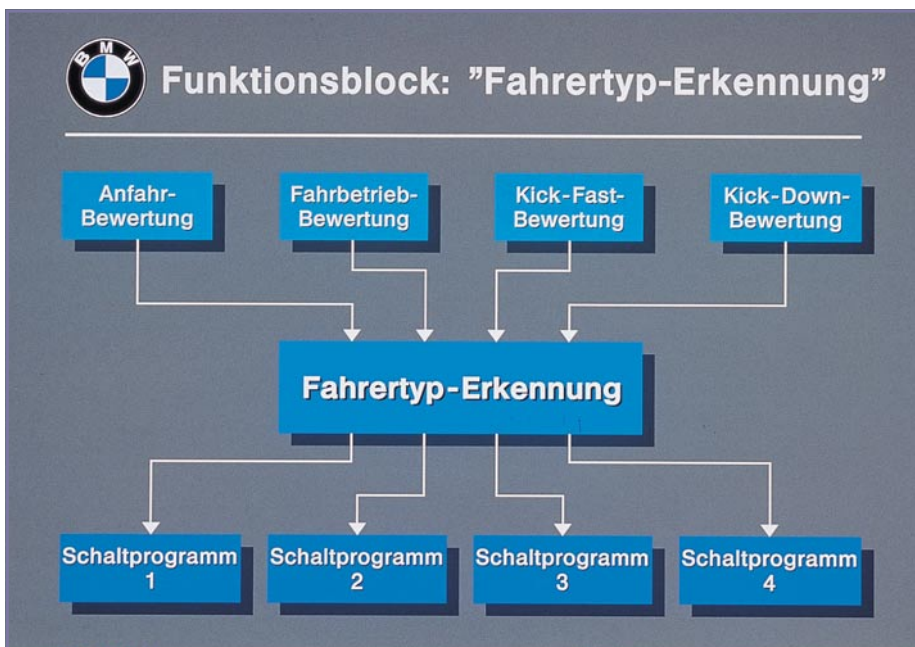 BMW
Funktionsblock: ”Fahrertyp-Erkennung”
Anfahr-
Bewertung
Fahrbetrieb-
Bewertung
Kick-Fast-
Bewertung
Kick-Down-
Bewertung
Fahrertyp-Erkennung
Schaltprogramm
1
Schaltprogramm
2
Schaltprogramm
3
Schaltprogramm
4